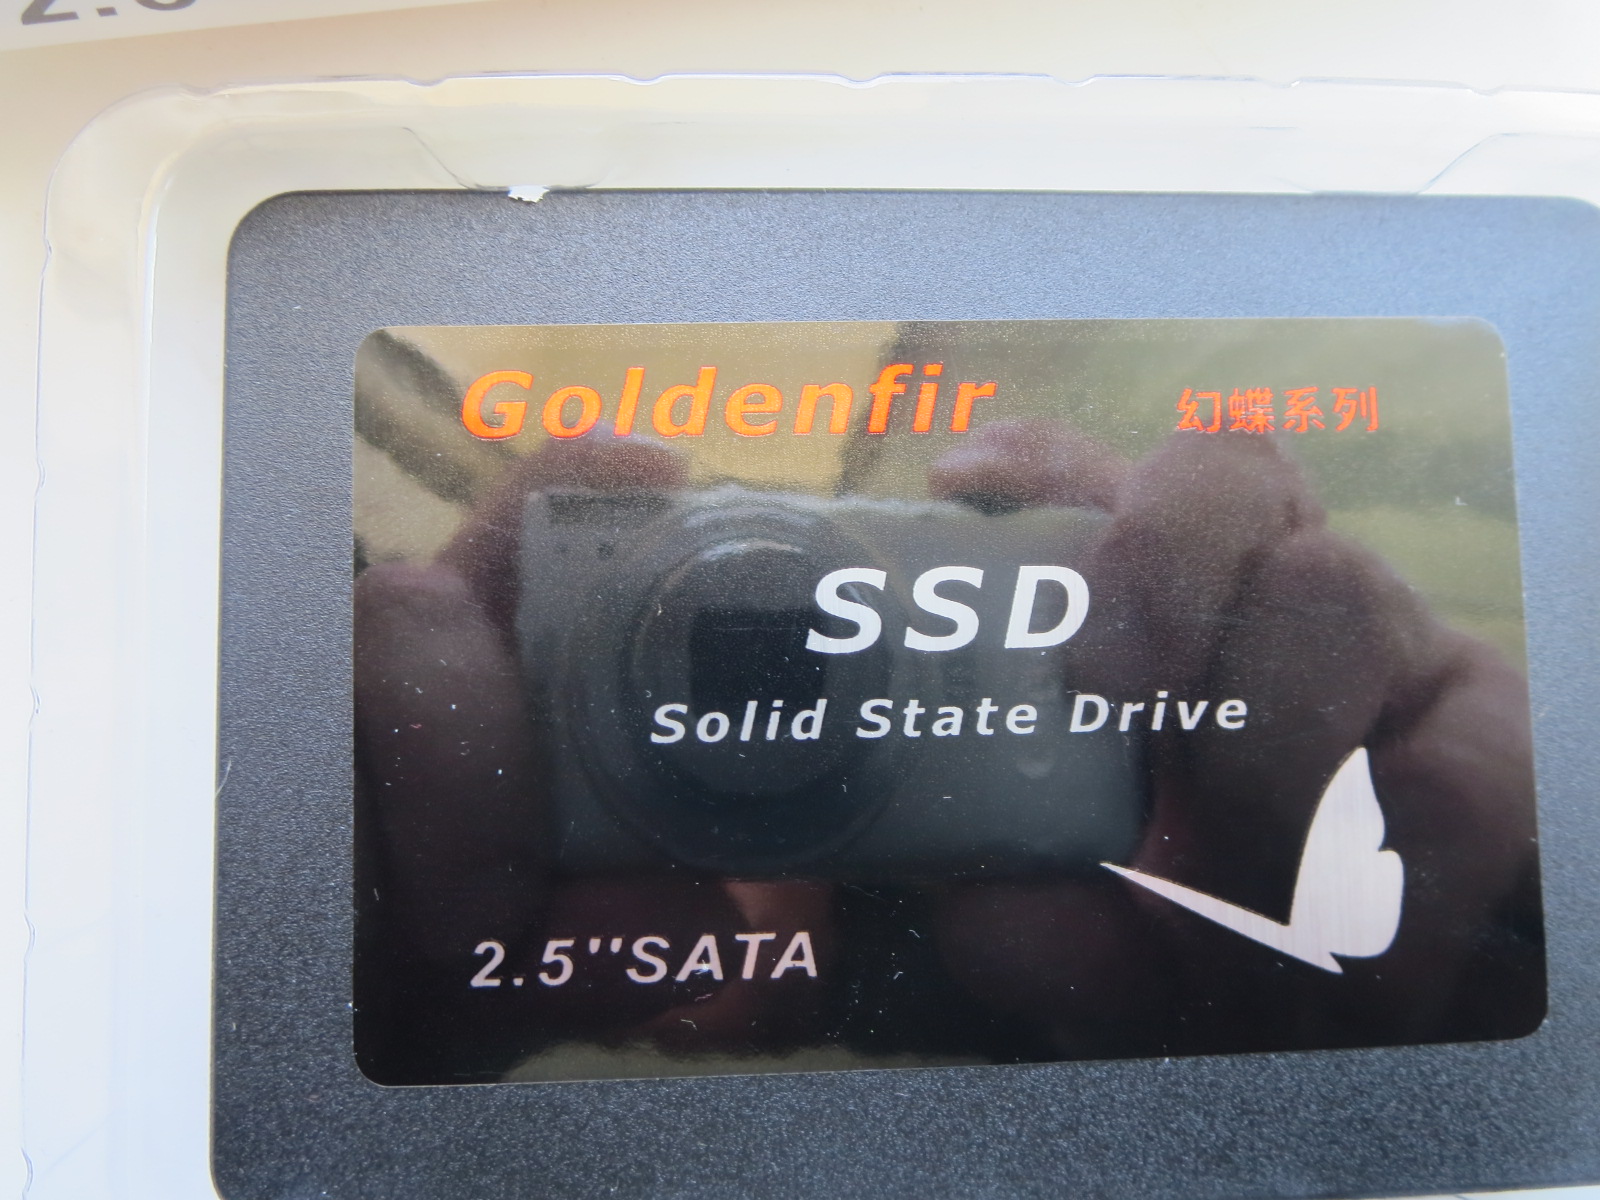 Goldenfir 幻蝶系列
SSD
Solid State Drive
2.5"SATA